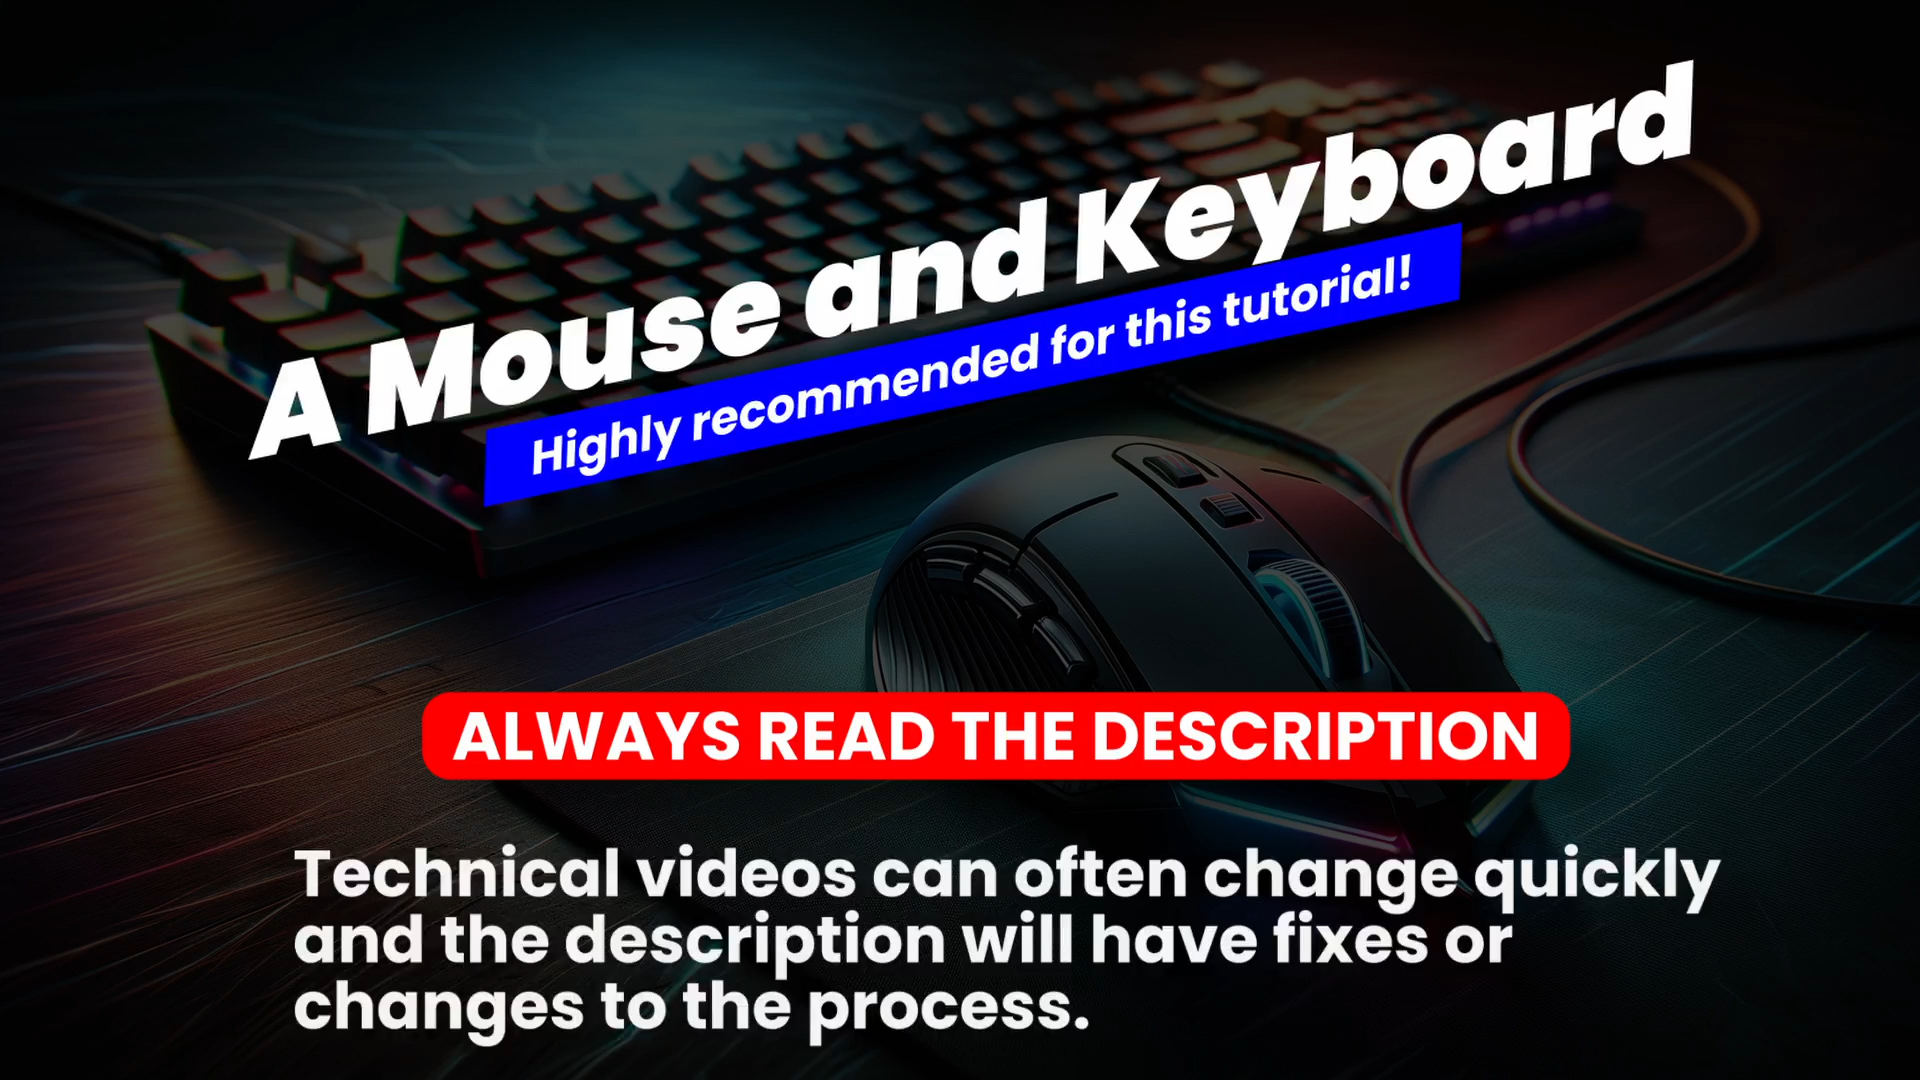 A Mouse and Keyboard
Highly recommended for this tutorial!
ALWAYS READ THE DESCRIPTION
Technical videos can often change quickly
and the description will have fixes or
changes to the process.